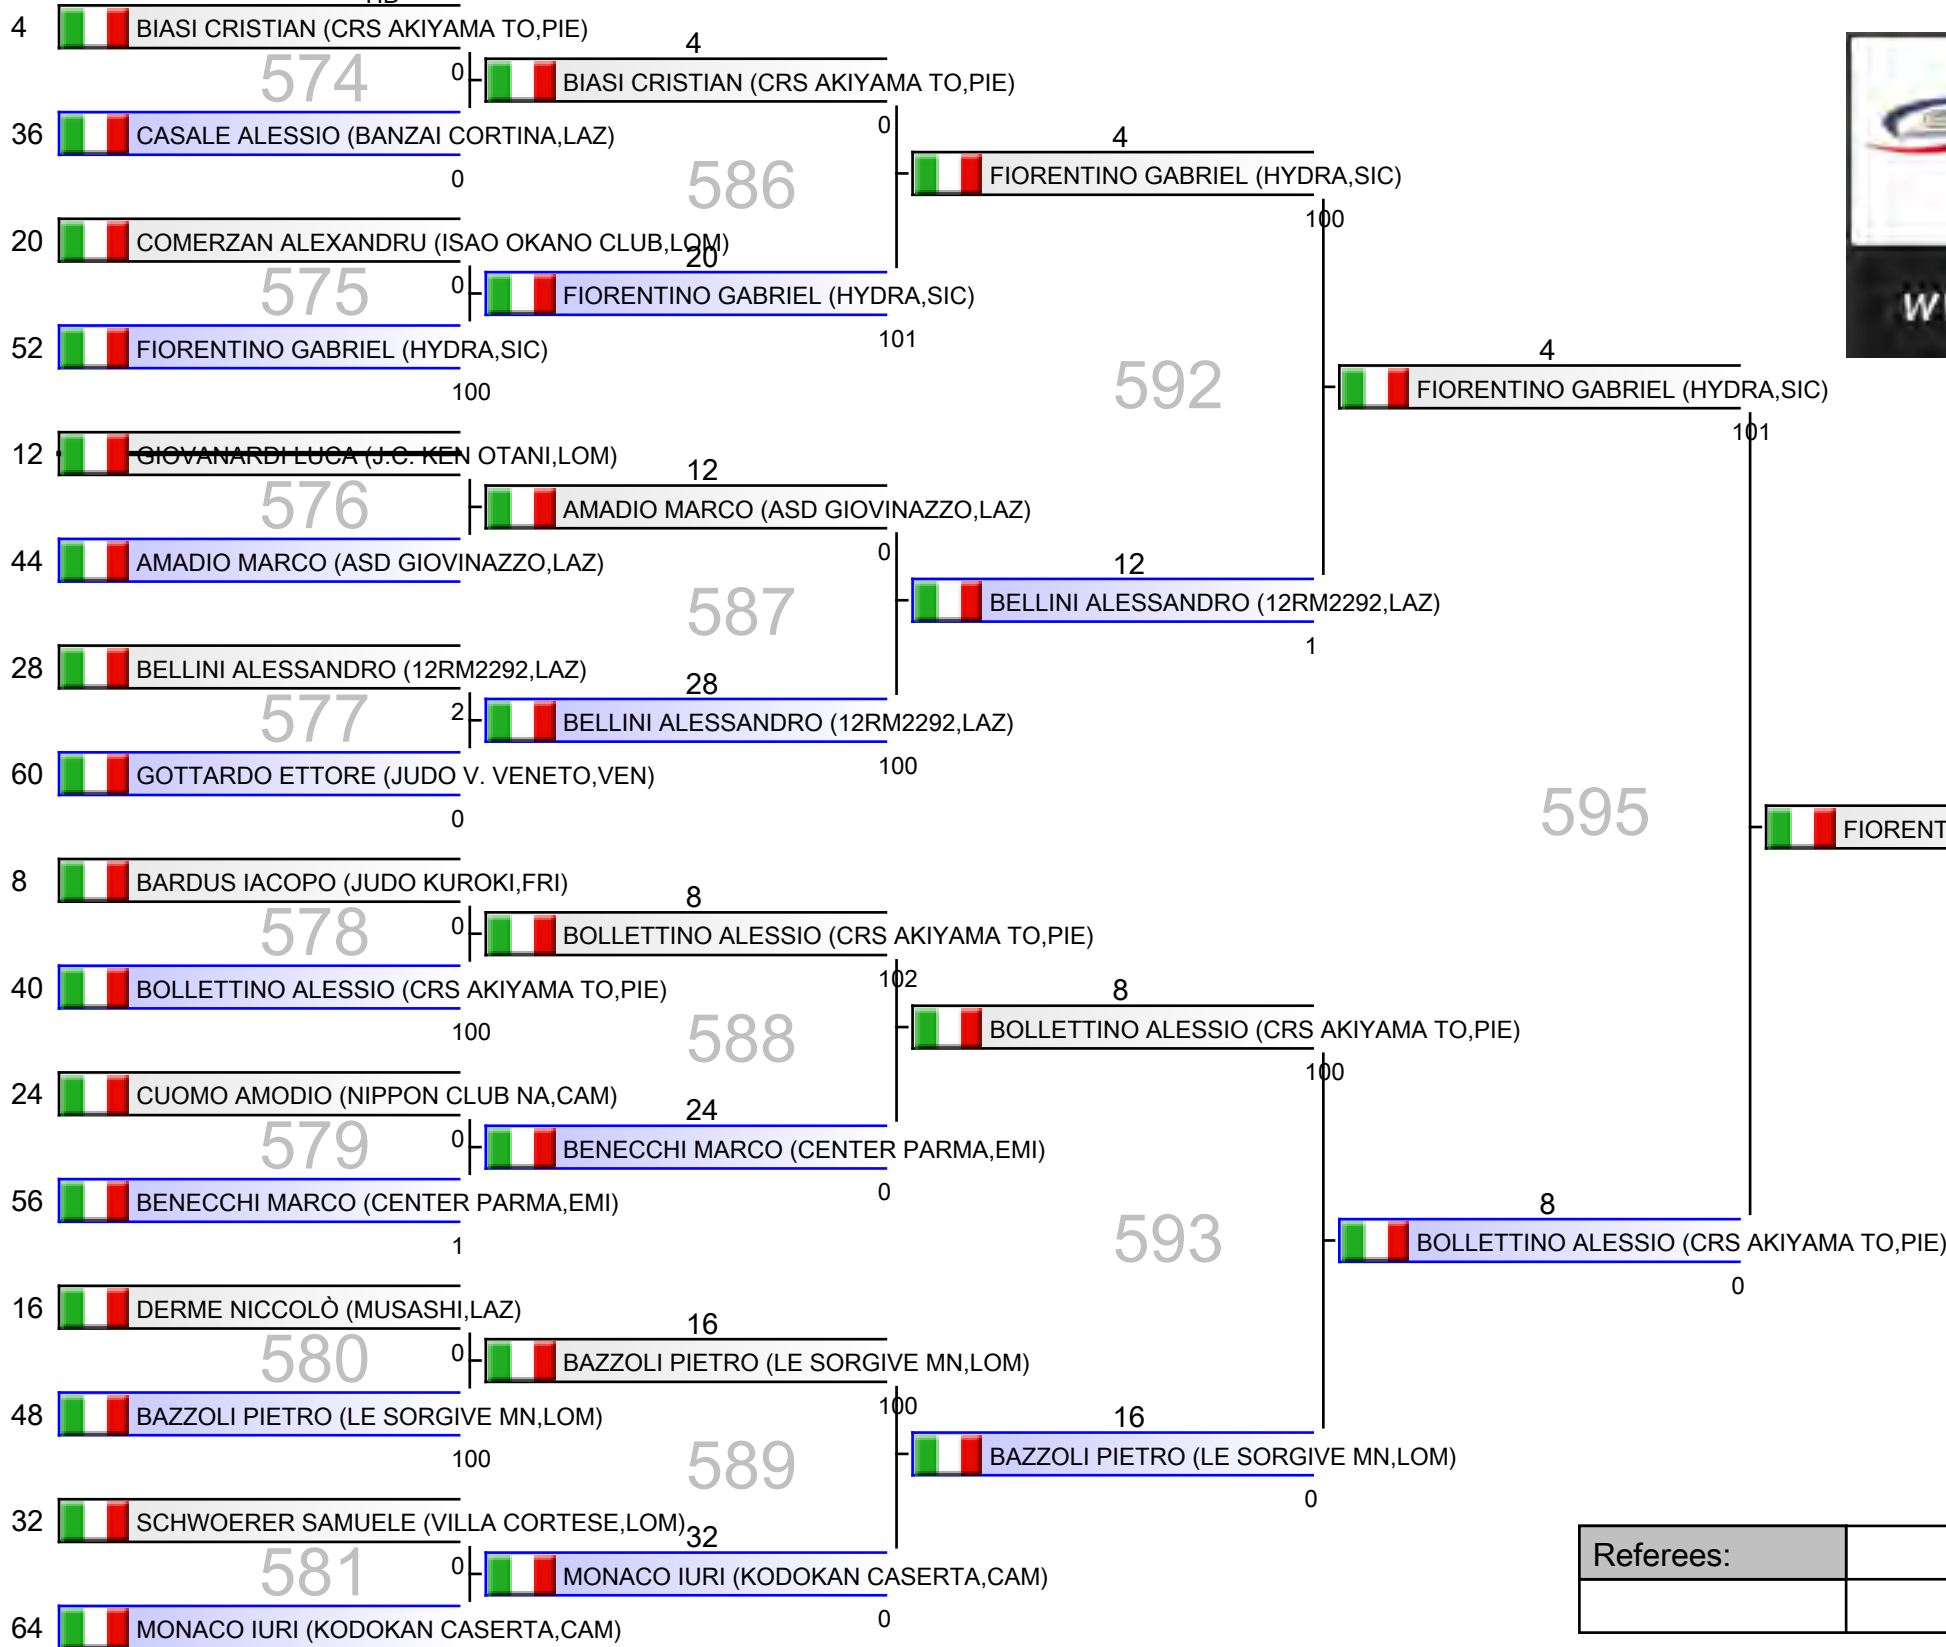 4 BIASI CRISTIAN (CRS AKIYAMA TO,PIE)
574
0
4
BIASI CRISTIAN (CRS AKIYAMA TO,PIE)
36 CASALE ALESSIO (BANZAI CORTINA,LAZ)
0
0
586
4
FIORENTINO GABRIEL (HYDRA,SIC)
100
20 COMERZAN ALEXANDRU (ISAO OKANO CLUB,LOM)
575
0
20
FIORENTINO GABRIEL (HYDRA,SIC)
101
52 FIORENTINO GABRIEL (HYDRA,SIC)
100
592
4
FIORENTINO GABRIEL (HYDRA,SIC)
101
12 GIOVANARDI LUCA (J.C. KEN OTANI,LOM)
576
12
AMADIO MARCO (ASD GIOVINAZZO,LAZ)
0
44 AMADIO MARCO (ASD GIOVINAZZO,LAZ)
587
12
BELLINI ALESSANDRO (12RM2292,LAZ)
1
28 BELLINI ALESSANDRO (12RM2292,LAZ)
577
2
28
BELLINI ALESSANDRO (12RM2292,LAZ)
100
60 GOTTARDO ETTORE (JUDO V. VENETO,VEN)
0
595
FIORENT
8 BARDUS IACOPO (JUDO KUROKI,FRI)
578
0
8
BOLLETTINO ALESSIO (CRS AKIYAMA TO,PIE)
102
40 BOLLETTINO ALESSIO (CRS AKIYAMA TO,PIE)
100
588
8
BOLLETTINO ALESSIO (CRS AKIYAMA TO,PIE)
100
24 CUOMO AMODIO (NIPPON CLUB NA,CAM)
579
0
24
BENECCHI MARCO (CENTER PARMA,EMI)
0
56 BENECCHI MARCO (CENTER PARMA,EMI)
1
593
8
BOLLETTINO ALESSIO (CRS AKIYAMA TO,PIE)
0
16 DERME NICCOLÒ (MUSASHI,LAZ)
580
0
16
BAZZOLI PIETRO (LE SORGIVE MN,LOM)
100
48 BAZZOLI PIETRO (LE SORGIVE MN,LOM)
100
589
16
BAZZOLI PIETRO (LE SORGIVE MN,LOM)
0
32 SCHWOERER SAMUELE (VILLA CORTESE,LOM)
581
0
32
MONACO IURI (KODOKAN CASERTA,CAM)
0
64 MONACO IURI (KODOKAN CASERTA,CAM)
Referees: